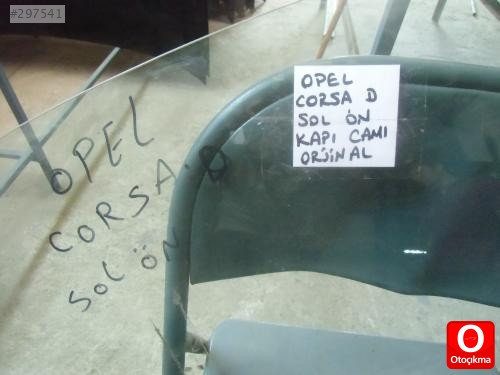 #297541
OPEL
CORSA D
SOL ÖN
KAPI CAMI
ORJİNAL
OPEL
CORSA.D
SOL ÖN
O
Otoçıkma